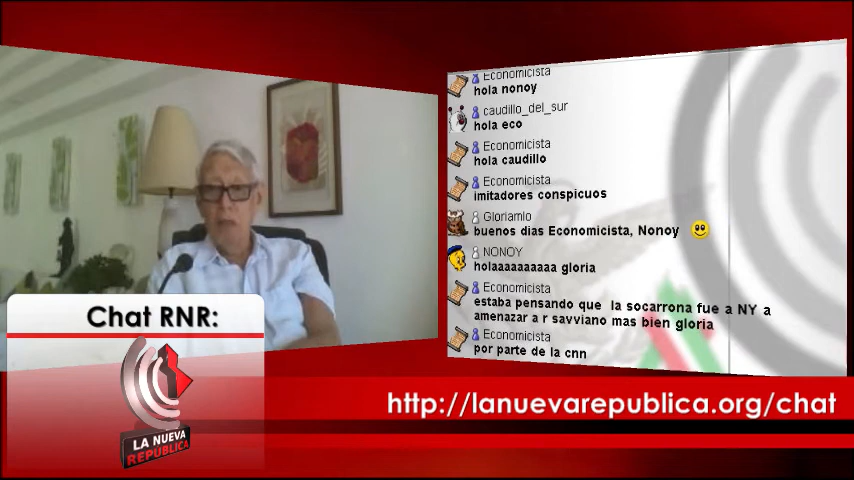 Economicista
hola nonoy
caudillo_del_sur
hola eco
Economicista
hola caudillo
Economicista
imitadores conspicuos
Gloriamlo
buenos dias Economicista, Nonoy
NONOY
holaaaaaaaaaa gloria
Economicista
estaba pensando que la socarrona fue a NY a
amenazar a r savviano mas bien gloria
Economicista
por parte de la cnn
Chat RNR:
LA NUEVA
REPUBLICA
http://lanuevarepublica.org/chat